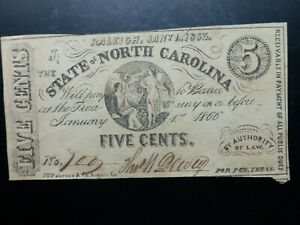 RALEIGH, JANY 1, 1863.
STATE OF NORTH CAROLINA
5
FIVE CENTS
RECEIVABLE IN PAYMENT OF ALL PUBLIC DUES
THE
Will pay to Bearer
at the Trea on or before
January 1st 1866
FIVE CENTS.
BY AUTHORITY
OF LAW.
No.
FOR PUB. TREAS.